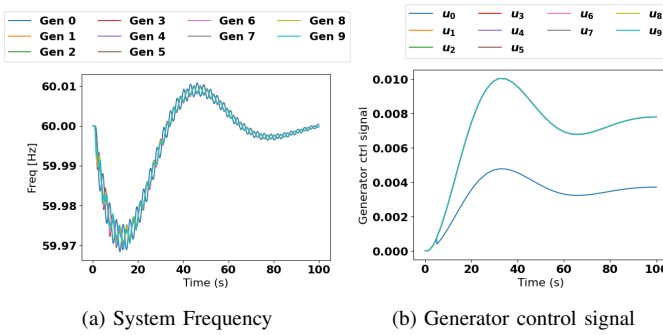 Gen 0 Gen 3 Gen 6 Gen 8
Gen 1 Gen 4 Gen 7 Gen 9
Gen 2 Gen 5
60.01
60.00
59.99
59.98
59.97
Freq [Hz]
0 20 40 60 80 100
Time (s)
(a) System Frequency
u0 u3 u6 u8
u1 u4 u7 u9
u2 u5
0.010
0.008
0.006
0.004
0.002
0.000
Generator ctrl signal
0 20 40 60 80 100
Time (s)
(b) Generator control signal